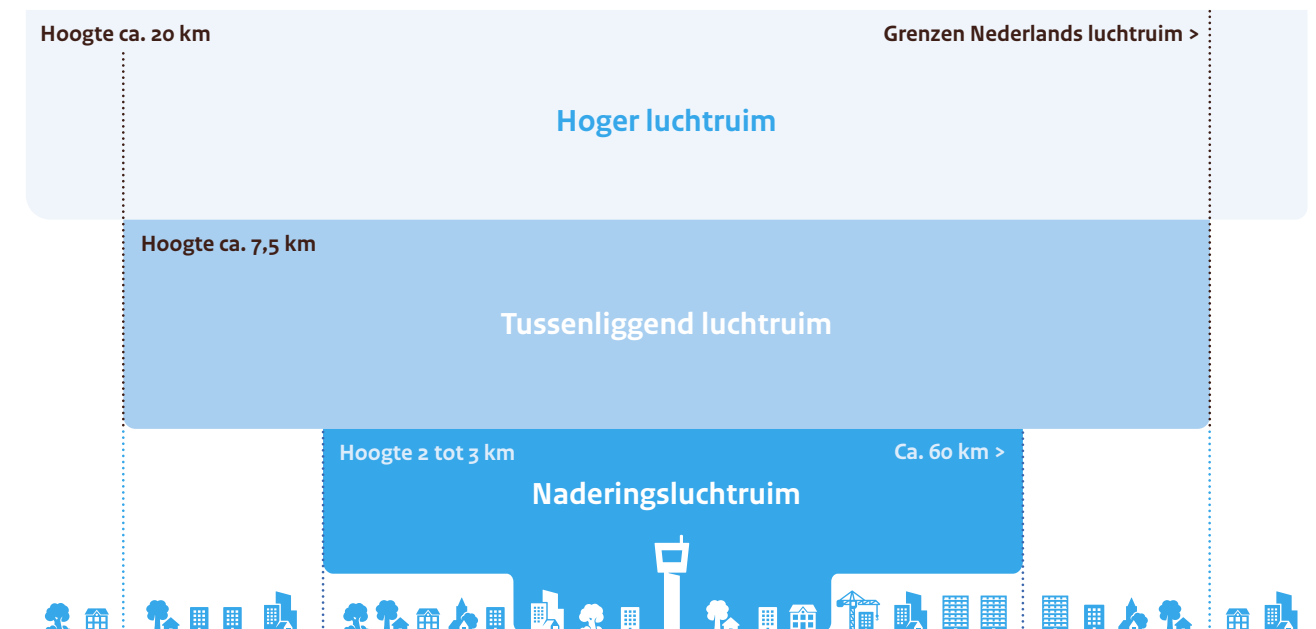 Hoogte ca. 20 km
Grenzen Nederlands luchtruim >
Hoger luchtruim
Hoogte ca. 7,5 km
Tussenliggend luchtruim
Hoogte 2 tot 3 km
Ca. 60 km >
Naderingsluchtruim